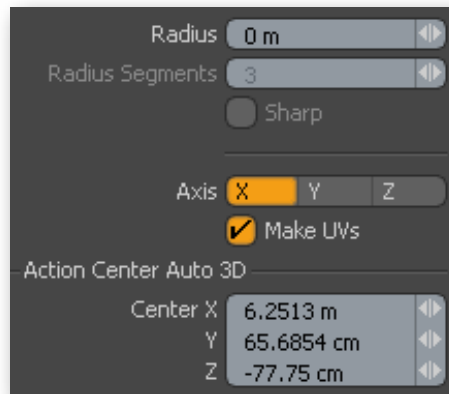 Radius 0 m
Radius Segments 3
Sharp
Axis X Y Z
Make UVs
Action Center Auto 3D
Center X 6.2513 m
Y 65.6854 cm
Z -77.75 cm